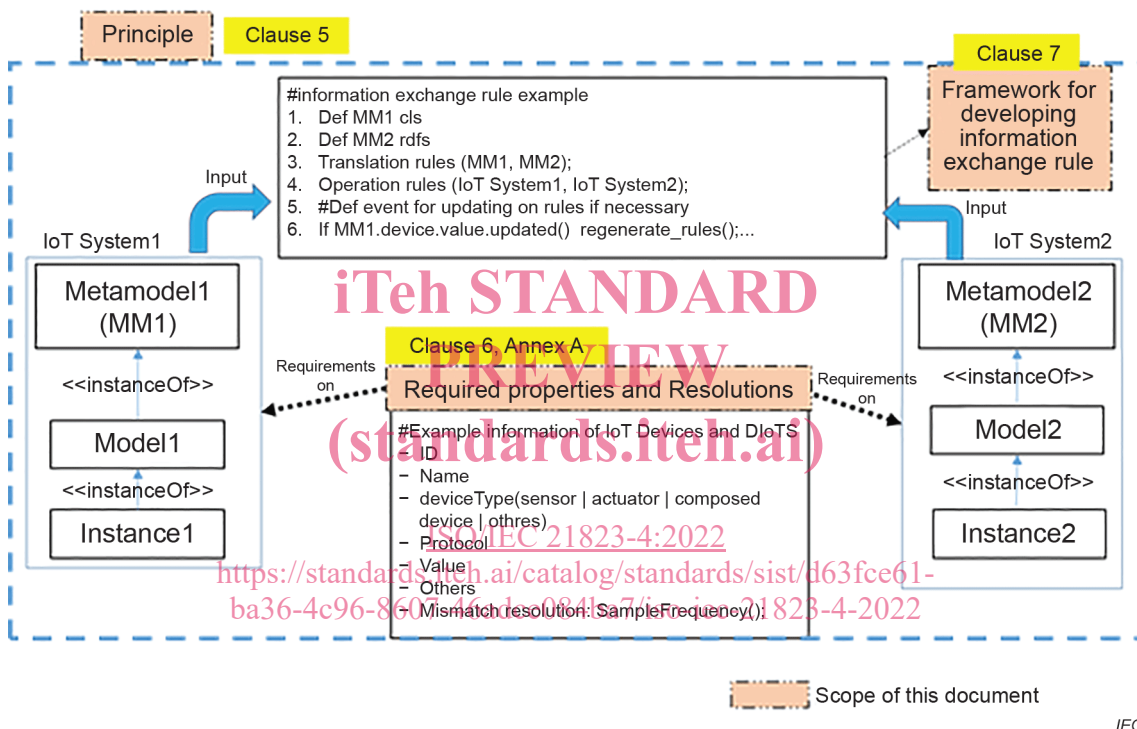 Principle
Clause 5
Clause 7
Framework for
developing
information
exchange rule
#information exchange rule example
1. Def MM1 cls
2. Def MM2 rdfs
3. Translation rules (MM1, MM2);
4. Operation rules (IoT System1, IoT System2);
5. #Def event for updating on rules if necessary
6. If MM1.device.value.updated() regenerate_rules();...
Input
Input
IoT System1
IoT System2
Metamodel1
(MM1)
<<instanceOf>>
Model1
<<instanceOf>>
Instance1
Metamodel2
(MM2)
<<instanceOf>>
Model2
<<instanceOf>>
Instance2
iTeh STANDARD
PREVIEW
(standards.iteh.ai)
Clause 6, Annex A
Requirements
on
Required properties and Resolutions
Requirements
on
#Example information of IoT Devices and DIoTS
− ID
− Name
− deviceType(sensor | actuator | composed
device | othres)
− Protocol
− Value
− Others
− Mismatch resolution: SampleFrequency();
ISO/IEC 21823-4:2022
https://standards.iteh.ai/catalog/standards/sist/d63fce61-
Scope of this document
IEC